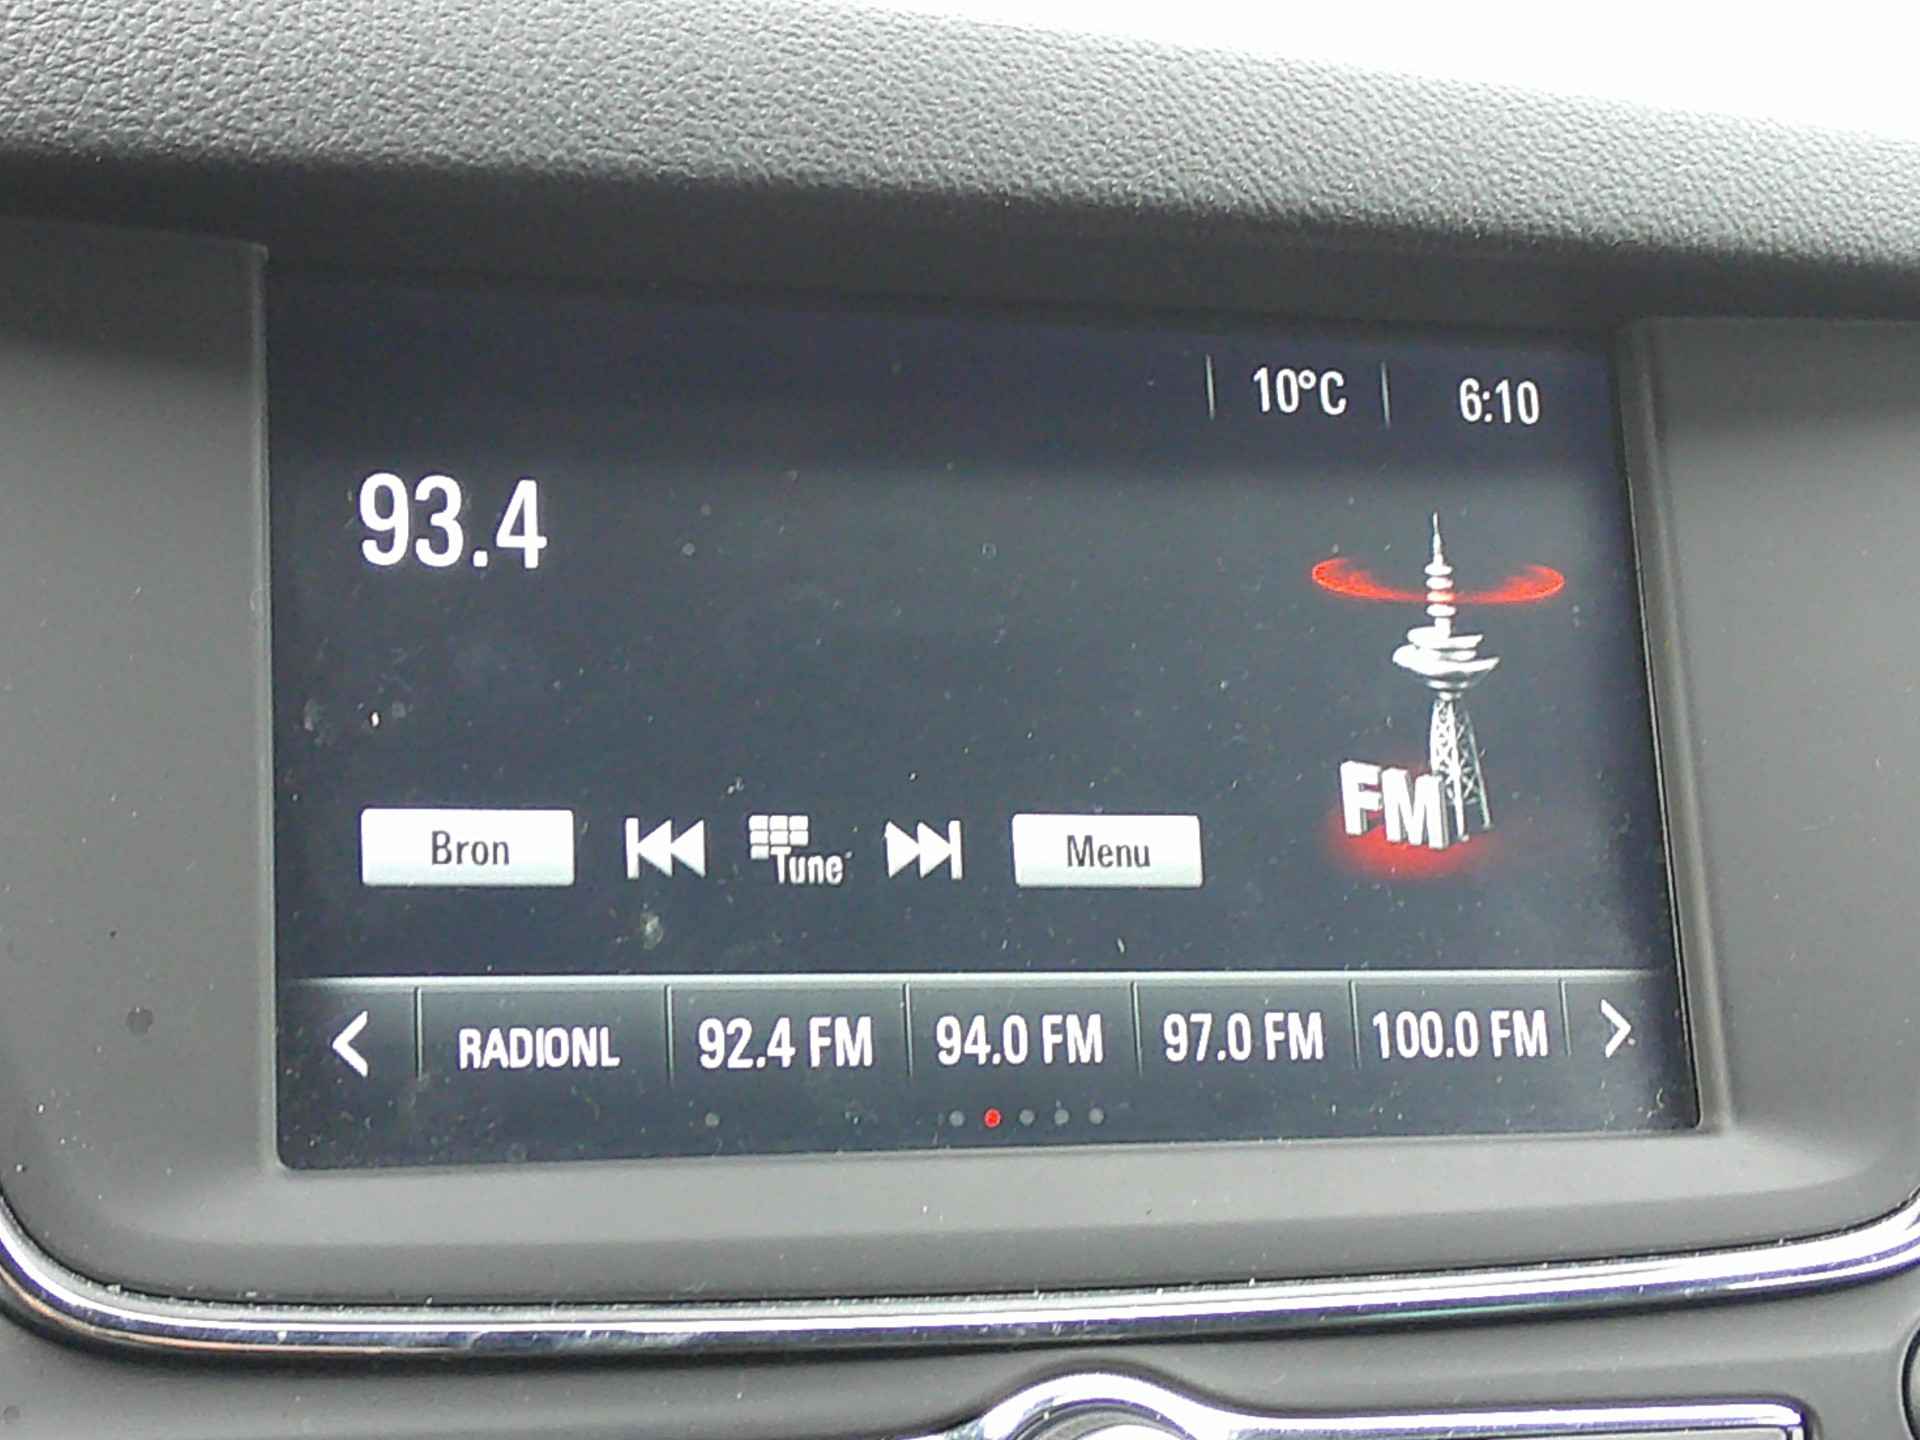 10°C 6:10
93.4
FM
Bron Tune Menu
RADIONL 92.4 FM 94.0 FM 97.0 FM 100.0 FM